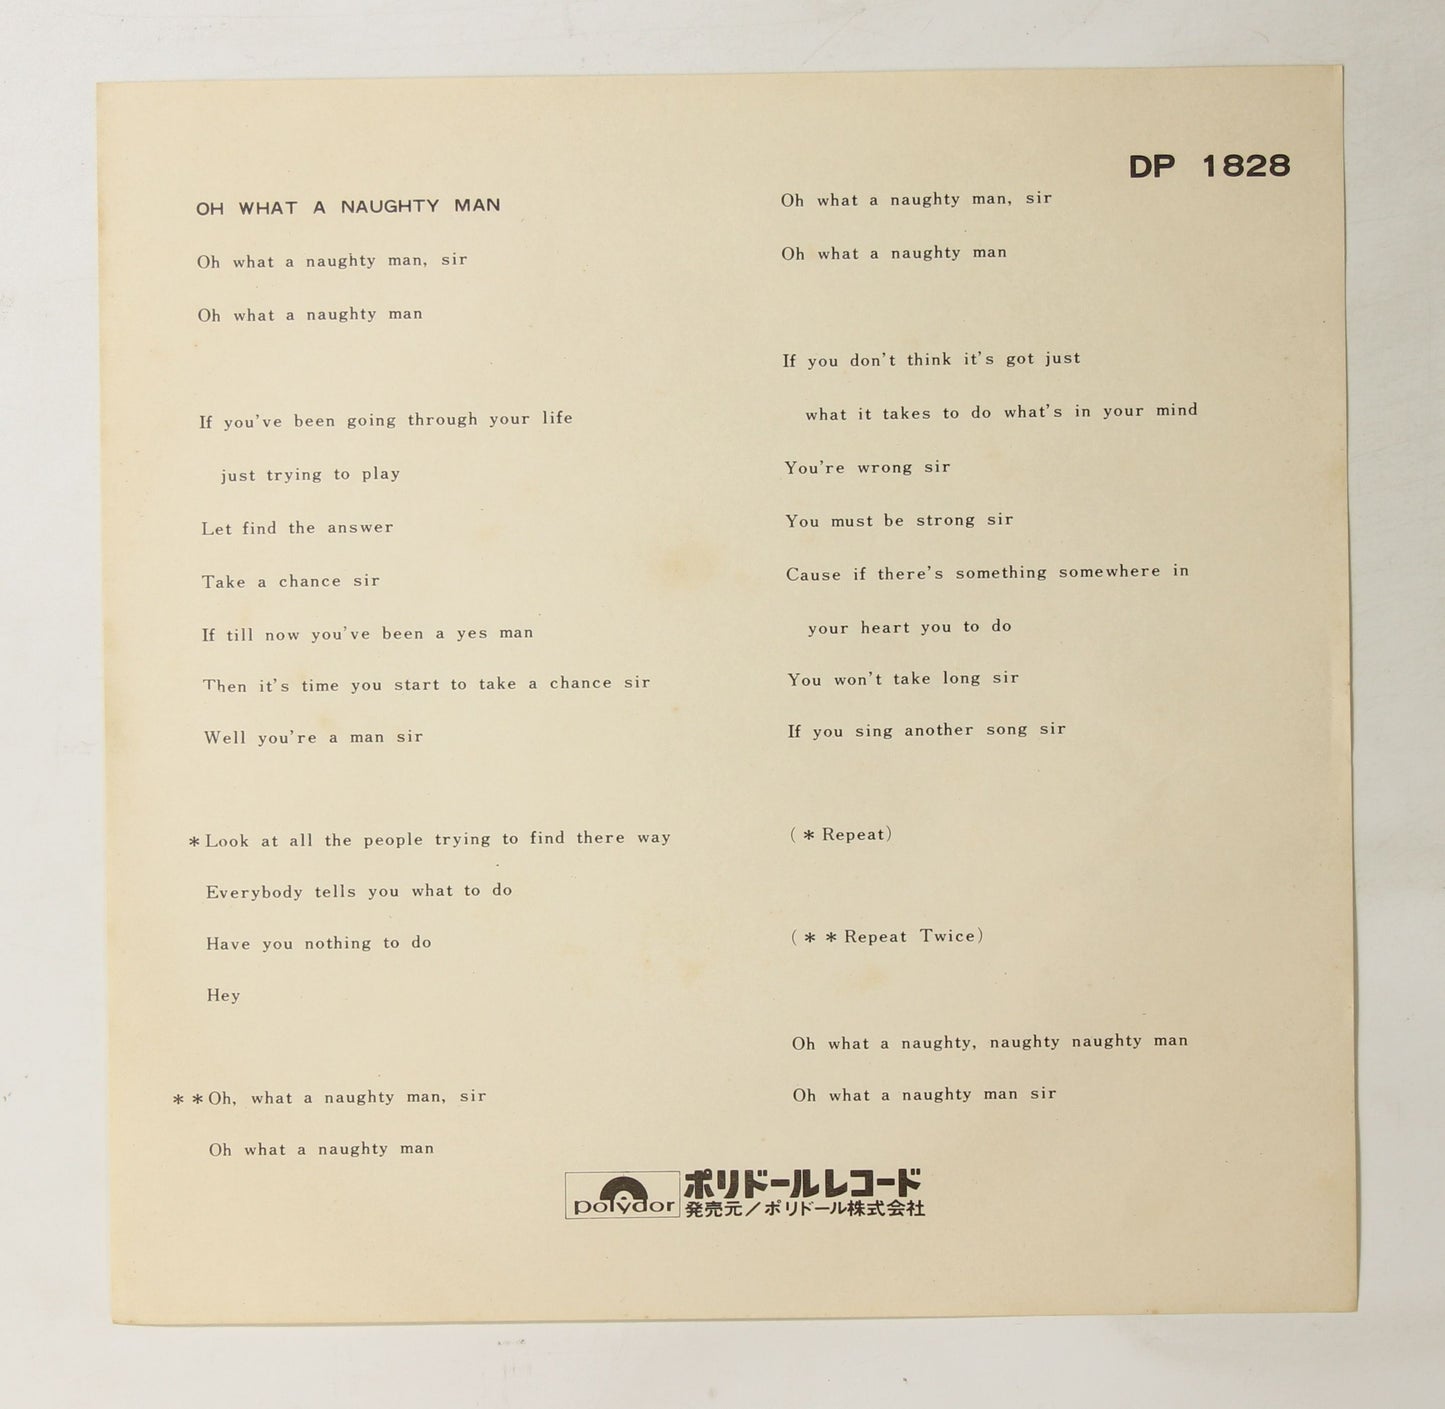 DP 1828
OH WHAT A NAUGHTY MAN
Oh what a naughty man, sir
Oh what a naughty man
If you've been going through your life
just trying to play
Let find the answer
Take a chance sir
If till now you've been a yes man
Then it's time you start to take a chance sir
Well you're a man sir
*Look at all the people trying to find there way
Everybody tells you what to do
Have you nothing to do
Hey
* *Oh, what a naughty man, sir
Oh what a naughty man
Oh what a naughty man, sir
Oh what a naughty man
If you don't think it's got just
what it takes to do what's in your mind
You're wrong sir
You must be strong sir
Cause if there's something somewhere in
your heart you to do
You won't take long sir
If you sing another song sir
( * Repeat)
( * * Repeat Twice)
Oh what a naughty, naughty naughty man
Oh what a naughty man sir
polydor
ポリドールレコード
発売元/ポリドール株式会社